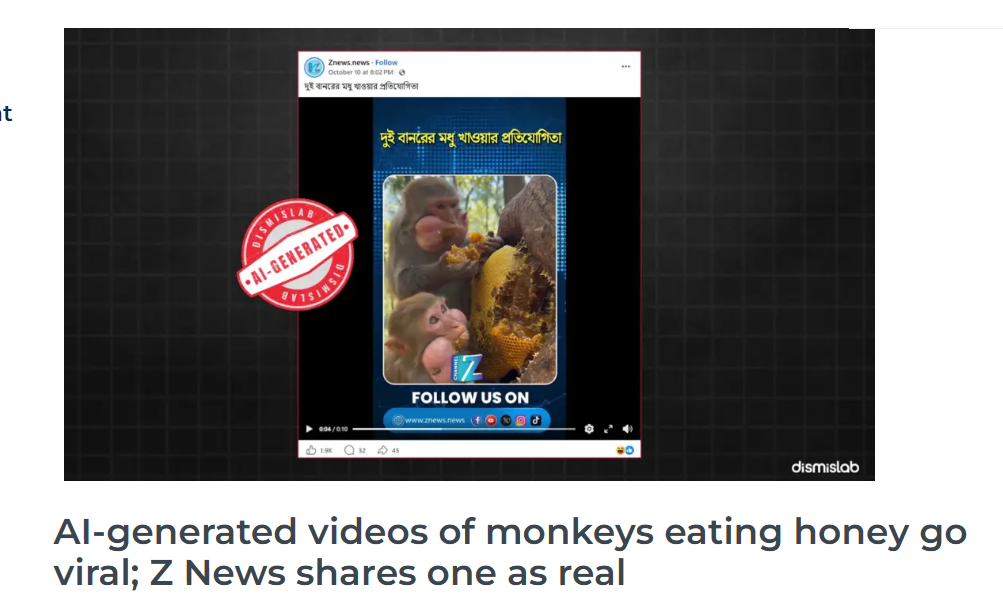 nt
Znews.news · Follow
October 10 at 8:02 PM
দুই বানরের মধু খাওয়ার প্রতিযোগিতা
দুই বানরের মধু খাওয়ার প্রতিযোগিতা
DISMISLAB
AI-GENERATED
DISMISLAB
CHANNEL Z
FOLLOW US ON
www.znews.news
0:04 / 0:10
1.9K 32 45
dismislab
AI-generated videos of monkeys eating honey go
viral; Z News shares one as real